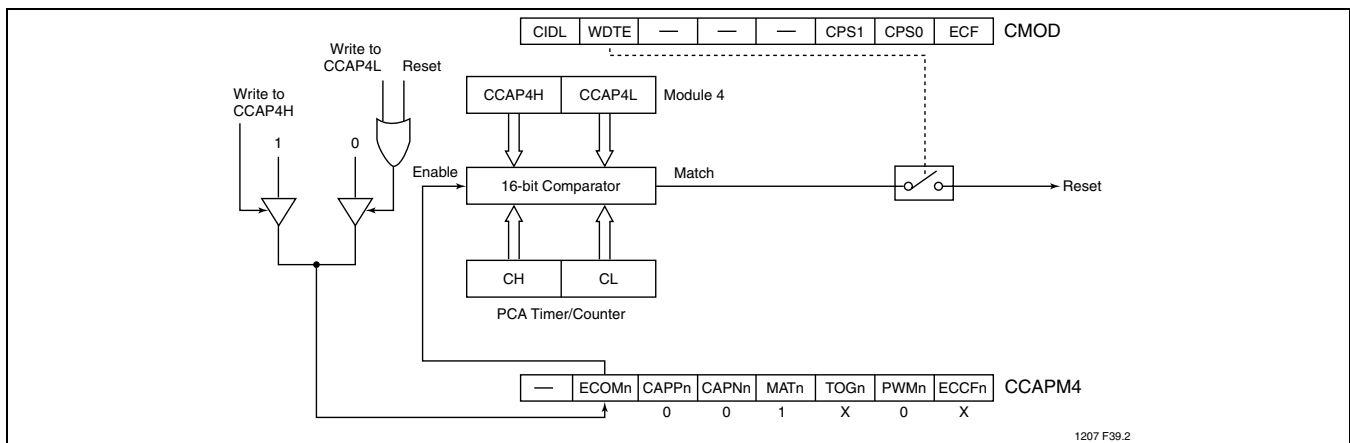 CIDL WDTE — — — CPS1 CPS0 ECF CMOD
Write to
CCAP4L Reset
Write to
CCAP4H
CCAP4H CCAP4L Module 4
1 0
Enable 16-bit Comparator Match Reset
CH CL
PCA Timer/Counter
— ECOMn CAPPn CAPNn MATn TOGn PWMn ECCFn CCAPM4
0 0 1 X 0 X
1207 F39.2